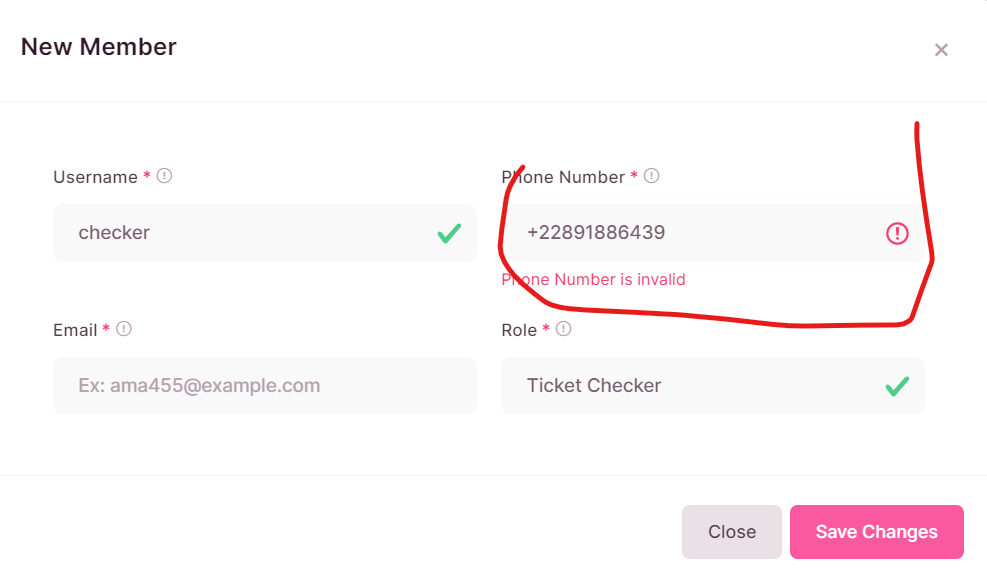 New Member
Username *
Phone Number *
checker
+22891886439
Phone Number is invalid
Email *
Role *
Ex: ama455@example.com
Ticket Checker
Close
Save Changes